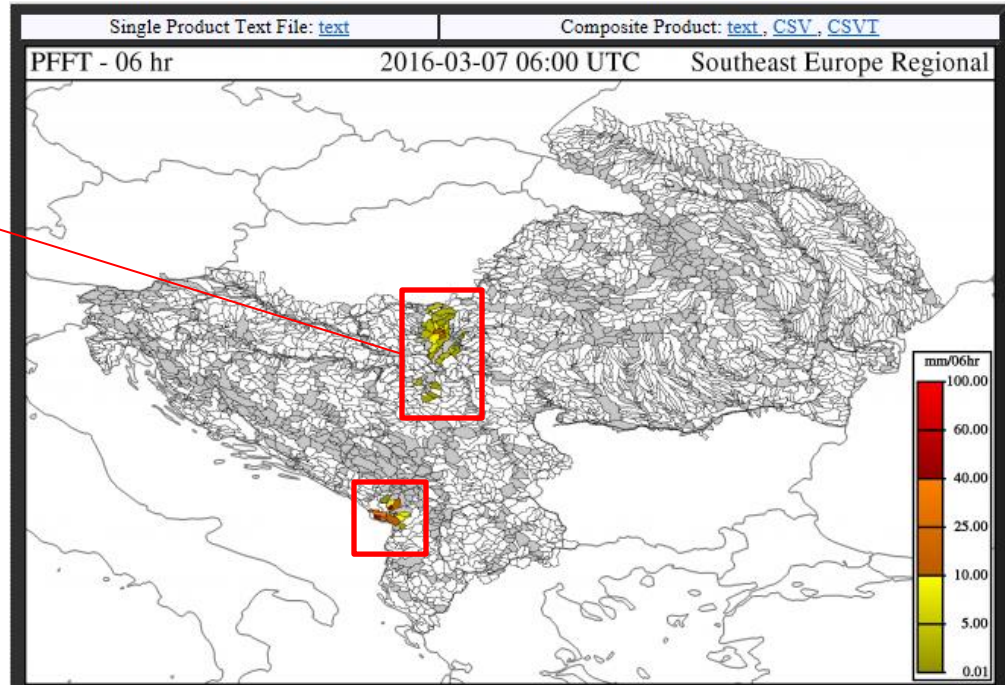 Single Product Text File: text
Composite Product: text , CSV , CSVT
PFFT - 06 hr 2016-03-07 06:00 UTC Southeast Europe Regional
mm/06hr
100.00
60.00
40.00
25.00
10.00
5.00
0.01